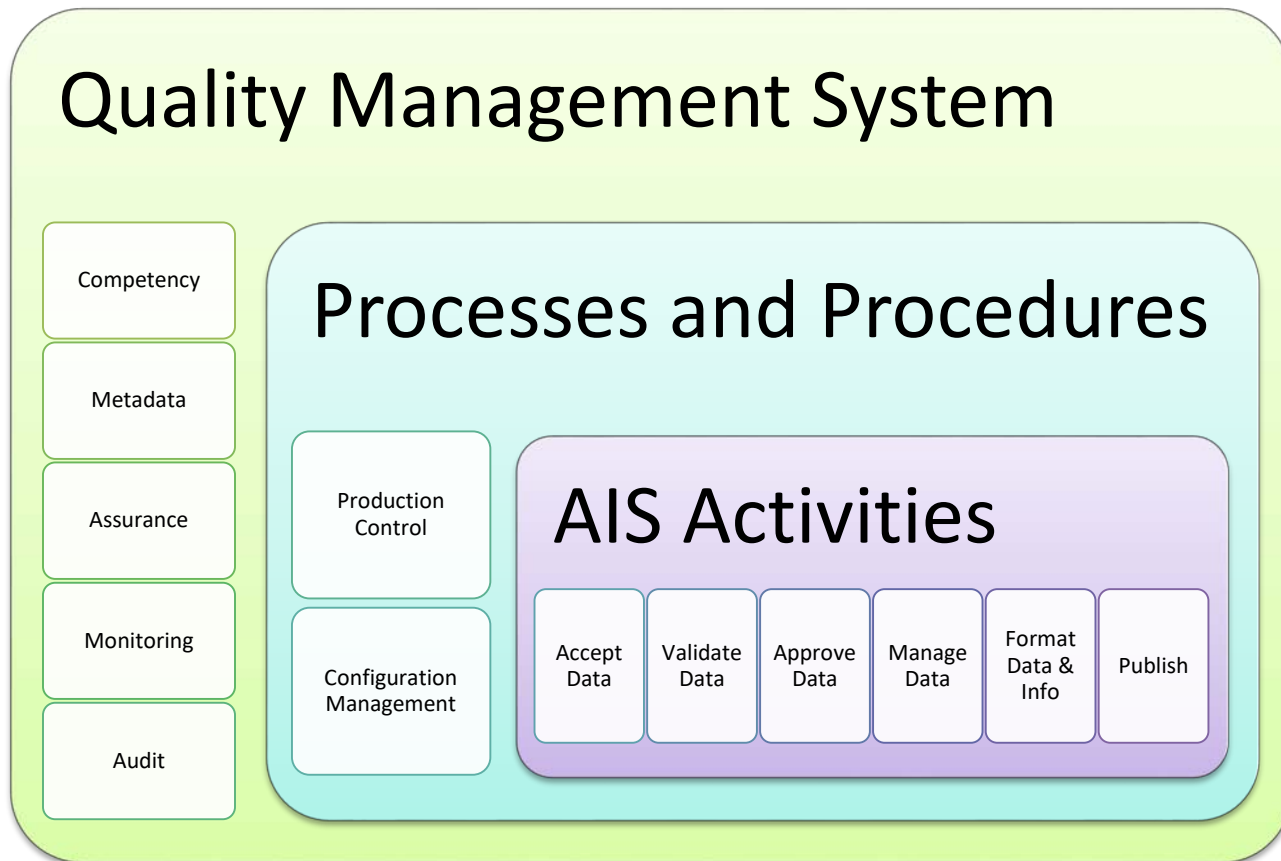 Quality Management System
Competency
Metadata
Assurance
Monitoring
Audit
Processes and Procedures
Production
Control
Configuration
Management
AIS Activities
Accept
Data
Validate
Data
Approve
Data
Manage
Data
Format
Data &
Info
Publish